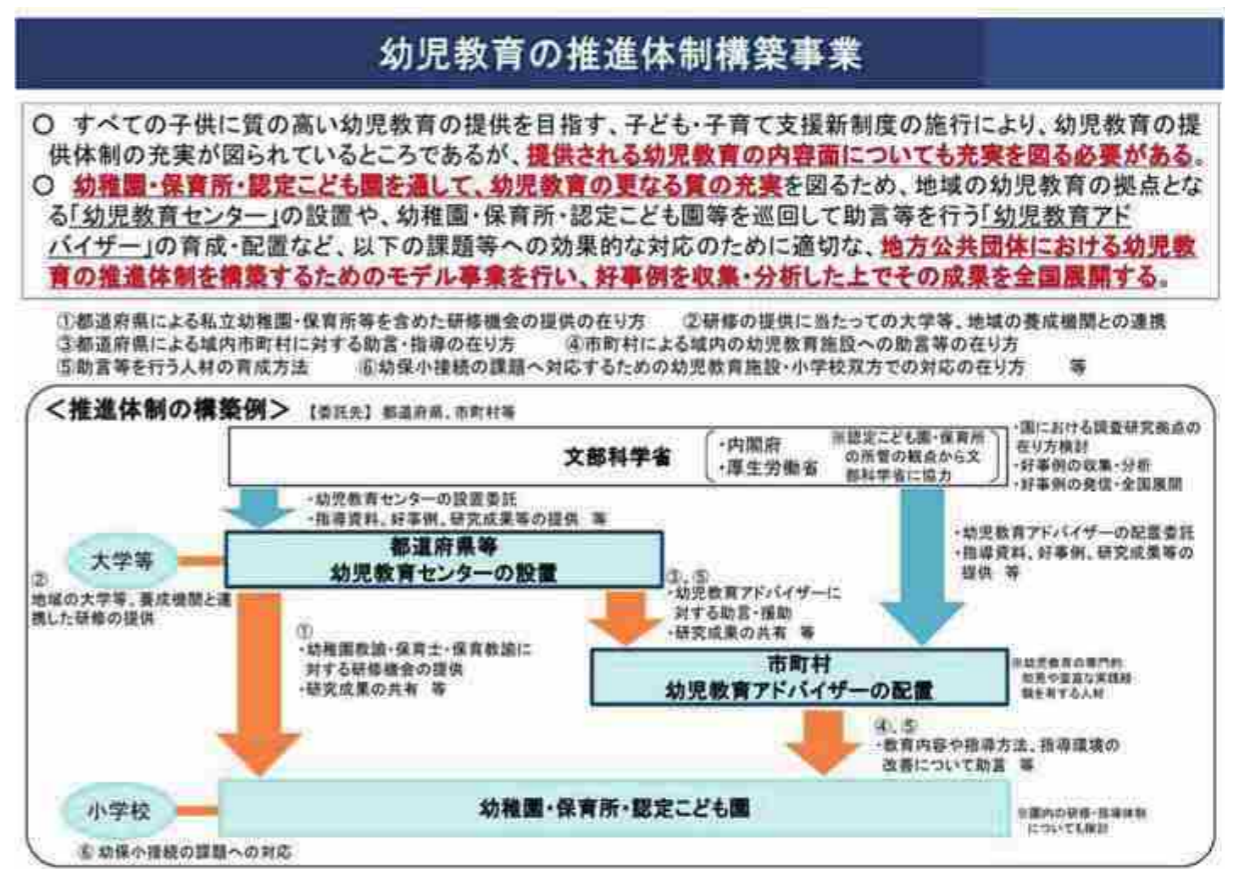 幼児教育の推進体制構築事業
○ すべての子供に質の高い幼児教育の提供を目指す、子ども・子育て支援新制度の施行により、幼児教育の提
供体制の充実が図られているところであるが、提供される幼児教育の内容面についても充実を図る必要がある。
○ 幼稚園・保育所・認定こども園を通して、幼児教育の更なる質の充実を図るため、地域の幼児教育の拠点とな
る「幼児教育センター」の設置や、幼稚園・保育所・認定こども園等を巡回して助言等を行う「幼児教育アド
バイザー」の育成・配置など、以下の課題等への効果的な対応のために適切な、地方公共団体における幼児教
育の推進体制を構築するためのモデル事業を行い、好事例を収集・分析した上でその成果を全国展開する。
①都道府県による私立幼稚園・保育所等を含めた研修機会の提供の在り方 ②研修の提供に当たっての大学等、地域の養成機関との連携
③都道府県による域内市町村に対する助言・指導の在り方 ④市町村による域内の幼児教育施設への助言等の在り方
⑤助言等を行う人材の育成方法 ⑥幼保小接続の課題へ対応するための幼児教育施設・小学校双方での対応の在り方 等
＜推進体制の構築例＞ 【委託先】都道府県、市町村等
文部科学省
・内閣府
・厚生労働省
※認定こども園・保育所
の所管の観点から文
部科学省に協力
・国における調査研究拠点の
在り方検討
・好事例の収集・分析
・好事例の発信・全国展開
・幼児教育センターの設置委託
・指導資料、好事例、研究成果等の提供 等
・幼児教育アドバイザーの配置委託
・指導資料、好事例、研究成果等の
提供 等
大学等
都道府県等
幼児教育センターの設置
②
地域の大学等、養成機関と連
携した研修の提供
③、⑤
・幼児教育アドバイザーに
対する助言・援助
・研究成果の共有 等
①
・幼稚園教諭・保育士・保育教諭に
対する研修機会の提供
・研究成果の共有 等
市町村
幼児教育アドバイザーの配置
※幼児教育の専門的
知見や豊富な実践経
験を有する人材
④、⑤
・教育内容や指導方法、指導環境の
改善について助言 等
小学校
幼稚園・保育所・認定こども園
※園内の研修・指導体制
についても検討
⑥ 幼保小接続の課題への対応